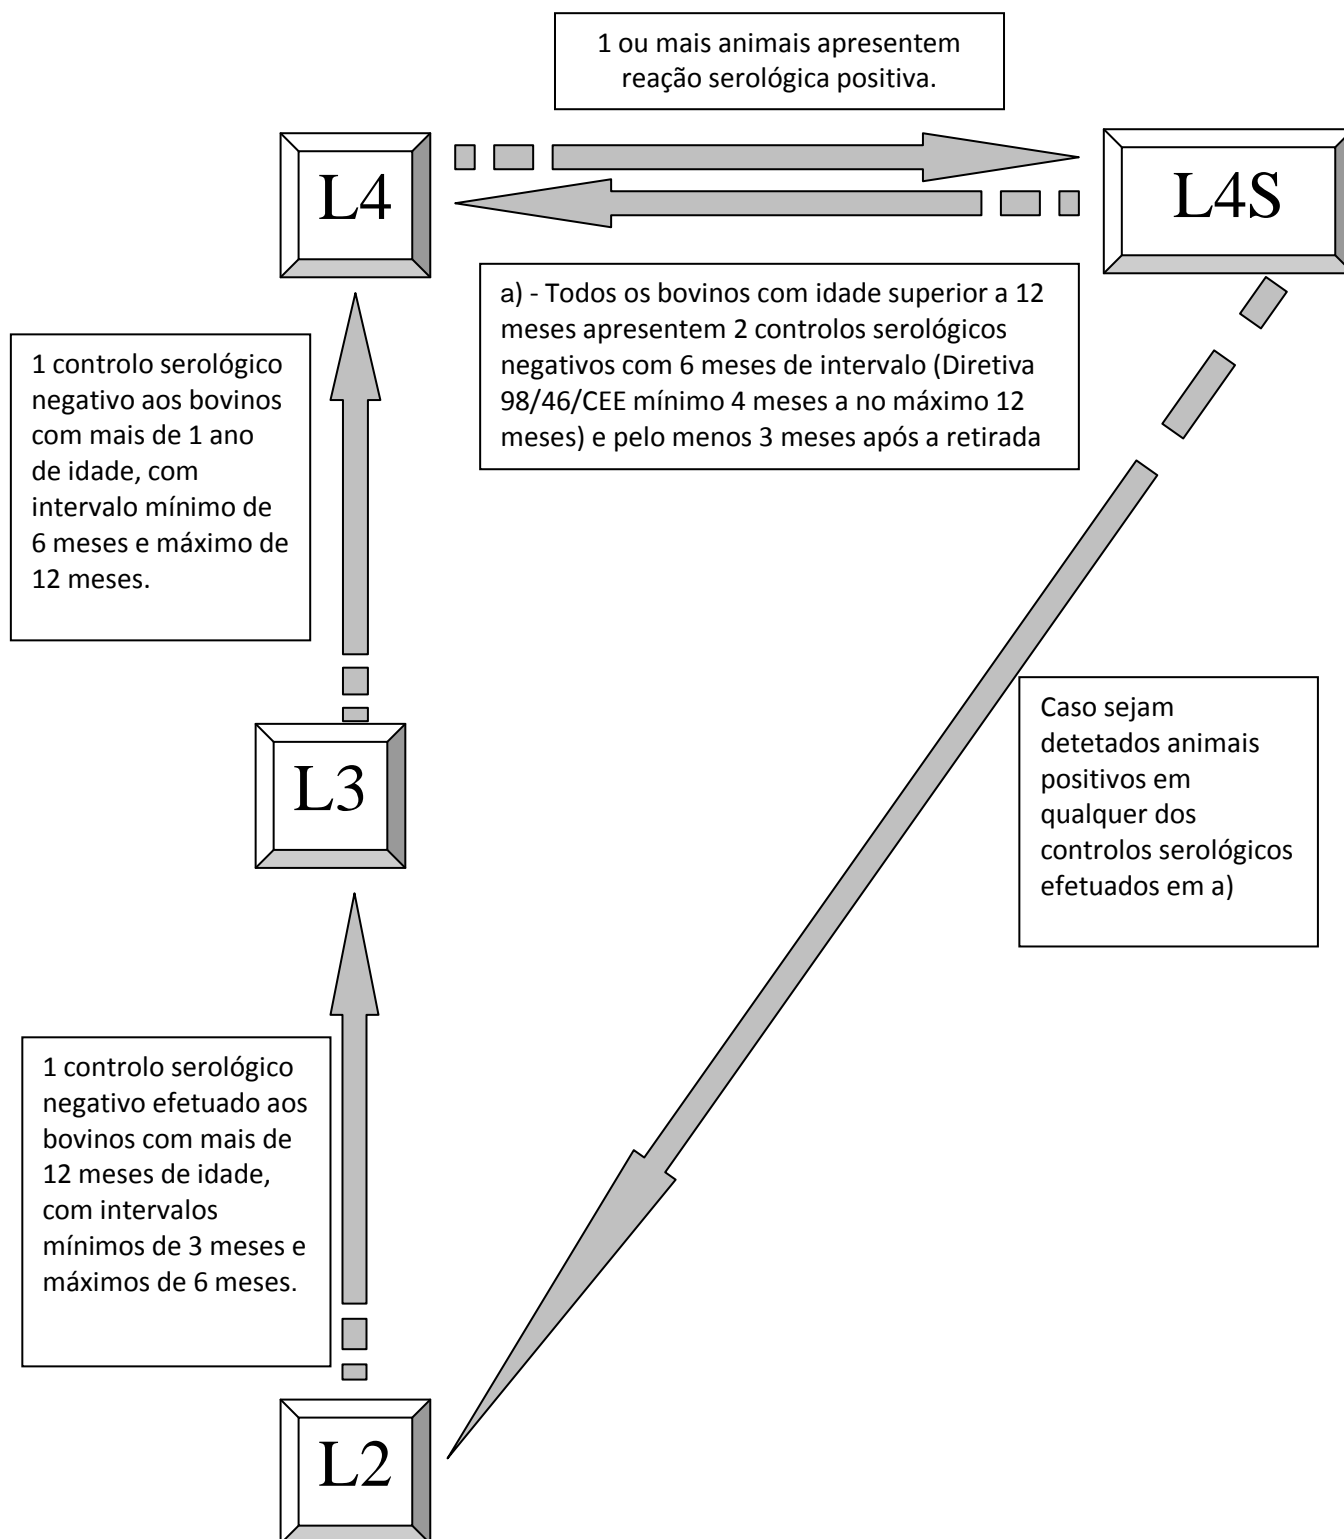 1 ou mais animais apresentem
reação serológica positiva.
L4
L4S
a) - Todos os bovinos com idade superior a 12
meses apresentem 2 controlos serológicos
negativos com 6 meses de intervalo (Diretiva
98/46/CEE mínimo 4 meses a no máximo 12
meses) e pelo menos 3 meses após a retirada
1 controlo serológico
negativo aos bovinos
com mais de 1 ano
de idade, com
intervalo mínimo de
6 meses e máximo de
12 meses.
L3
Caso sejam
detetados animais
positivos em
qualquer dos
controlos serológicos
efetuados em a)
1 controlo serológico
negativo efetuado aos
bovinos com mais de
12 meses de idade,
com intervalos
mínimos de 3 meses e
máximos de 6 meses.
L2